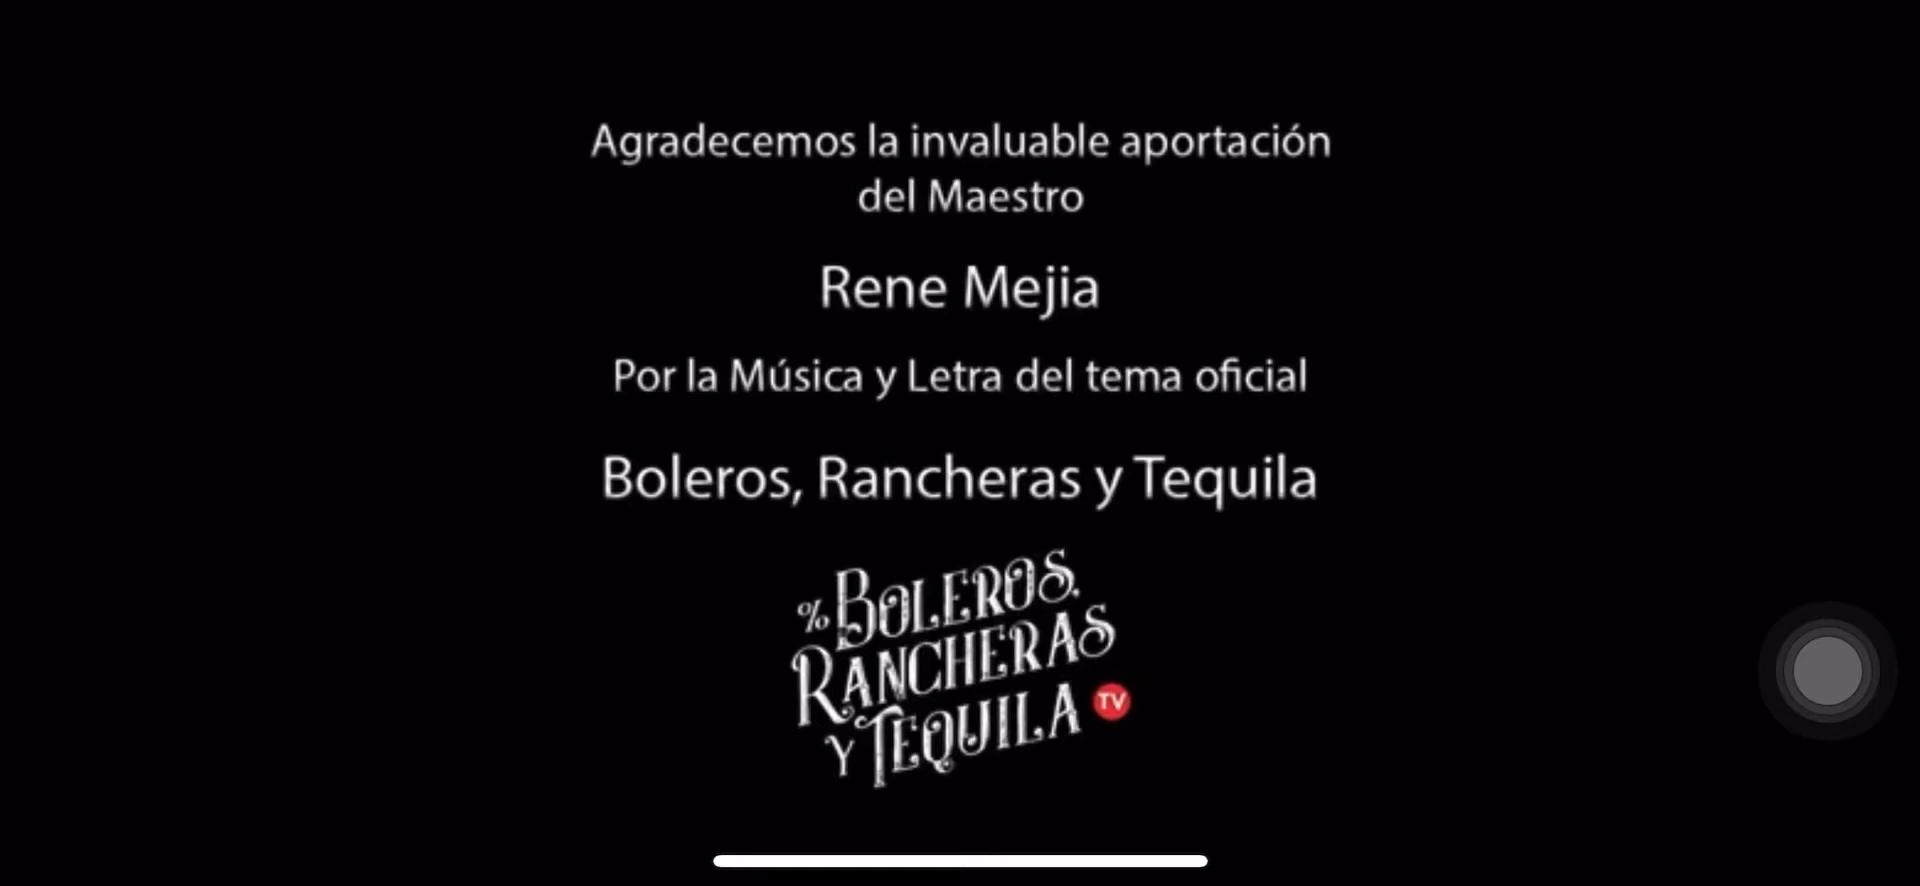 Agradecemos la invaluable aportación
del Maestro
Rene Mejia
Por la Música y Letra del tema oficial
Boleros, Rancheras y Tequila
% BOLEROS,
RANCHERAS
Y TEQUILA TV